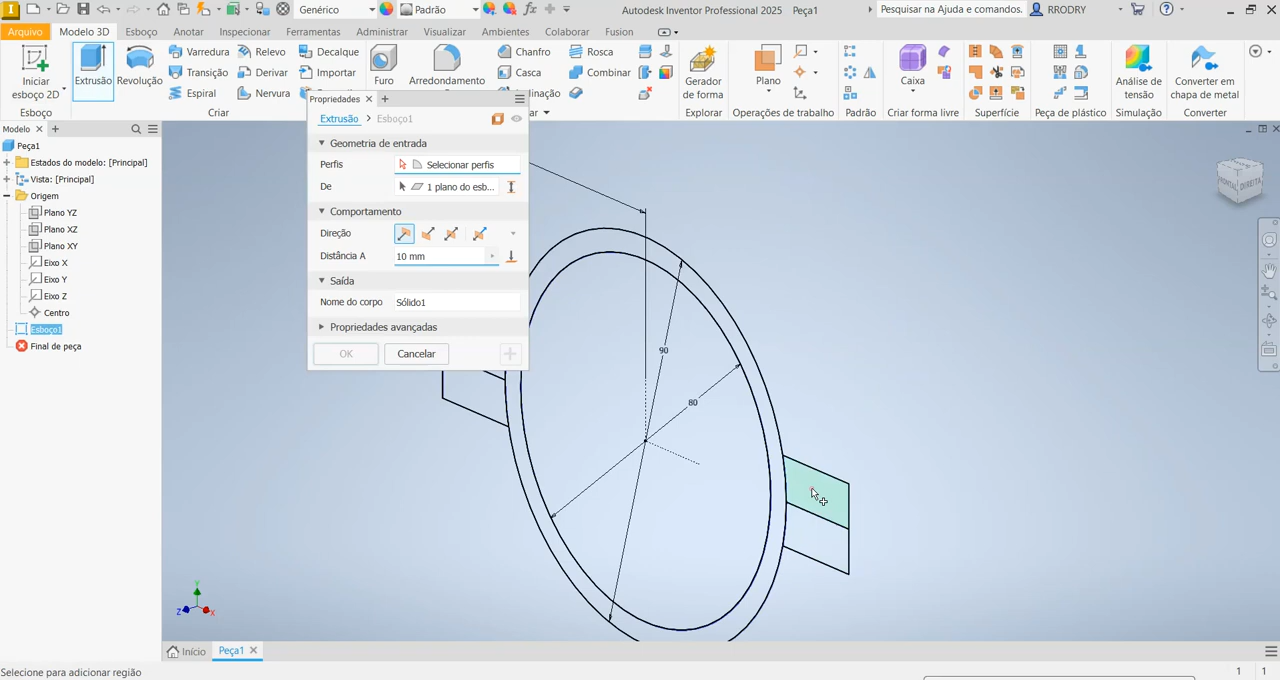 Genérico
Padrão
Autodesk Inventor Professional 2025 Peça1
Pesquisar na Ajuda e comandos.
RRODRY
Arquivo Modelo 3D Esboço Anotar Inspecionar Ferramentas Administrar Visualizar Ambientes Colaborar Fusion
Iniciar
esboço 2D
Extrusão
Revolução
Varredura
Transição
Espiral
Relevo
Derivar
Nervura
Decalque
Importar
Furo
Arredondamento
Chanfro
Casca
Rosca
Combinar
Gerador
de forma
Plano
Caixa
Análise de
tensão
Converter em
chapa de metal
Esboço
Criar
Explorar
Operações de trabalho
Padrão
Criar forma livre
Superfície
Peça de plástico
Simulação
Converter
Modelo
Peça1
Estados do modelo: [Principal]
Vista: [Principal]
Origem
Plano YZ
Plano XZ
Plano XY
Eixo X
Eixo Y
Eixo Z
Centro
Esboço1
Final de peça
Propriedades
Extrusão > Esboço1
Geometria de entrada
Perfis Selecionar perfis
De 1 plano do esb...
Comportamento
Direção
Distância A 10 mm
Saída
Nome do corpo Sólido1
Propriedades avançadas
OK Cancelar
90
80
FRONTAL DIREITA
Y
Z
X
Início Peça1
Selecione para adicionar região
1 1